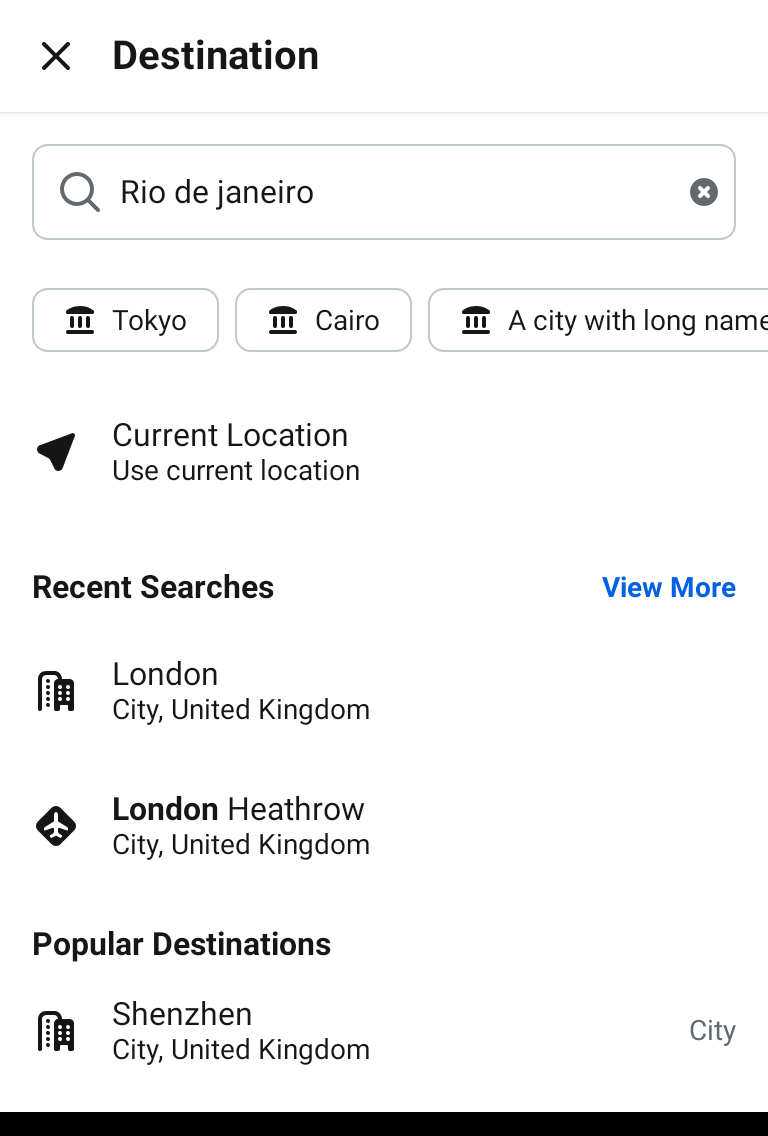 Destination
Rio de janeiro
Tokyo
Cairo
A city with long name
Current Location
Use current location
Recent Searches
View More
London
City, United Kingdom
London Heathrow
City, United Kingdom
Popular Destinations
Shenzhen
City, United Kingdom
City